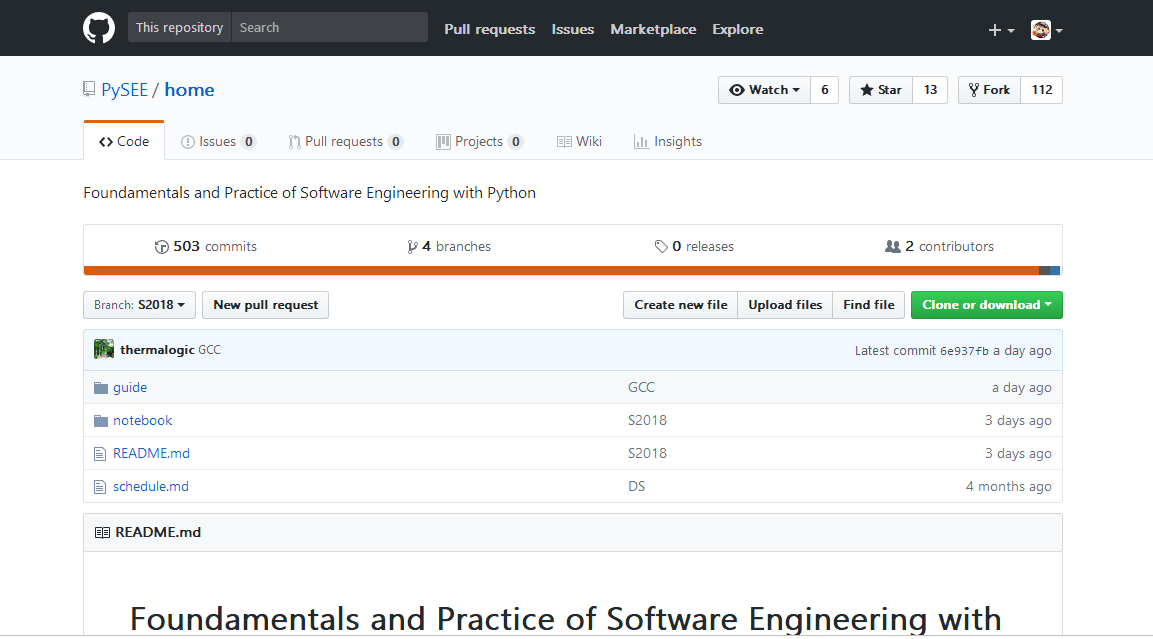 This repository Search Pull requests Issues Marketplace Explore
PySEE / home Watch 6 Star 13 Fork 112
Code Issues 0 Pull requests 0 Projects 0 Wiki Insights
Foundamentals and Practice of Software Engineering with Python
503 commits 4 branches 0 releases 2 contributors
Branch: S2018 New pull request Create new file Upload files Find file Clone or download
thermalogic GCC Latest commit 6e937fb a day ago
guide GCC a day ago
notebook S2018 3 days ago
README.md S2018 3 days ago
schedule.md DS 4 months ago
README.md
Foundamentals and Practice of Software Engineering with